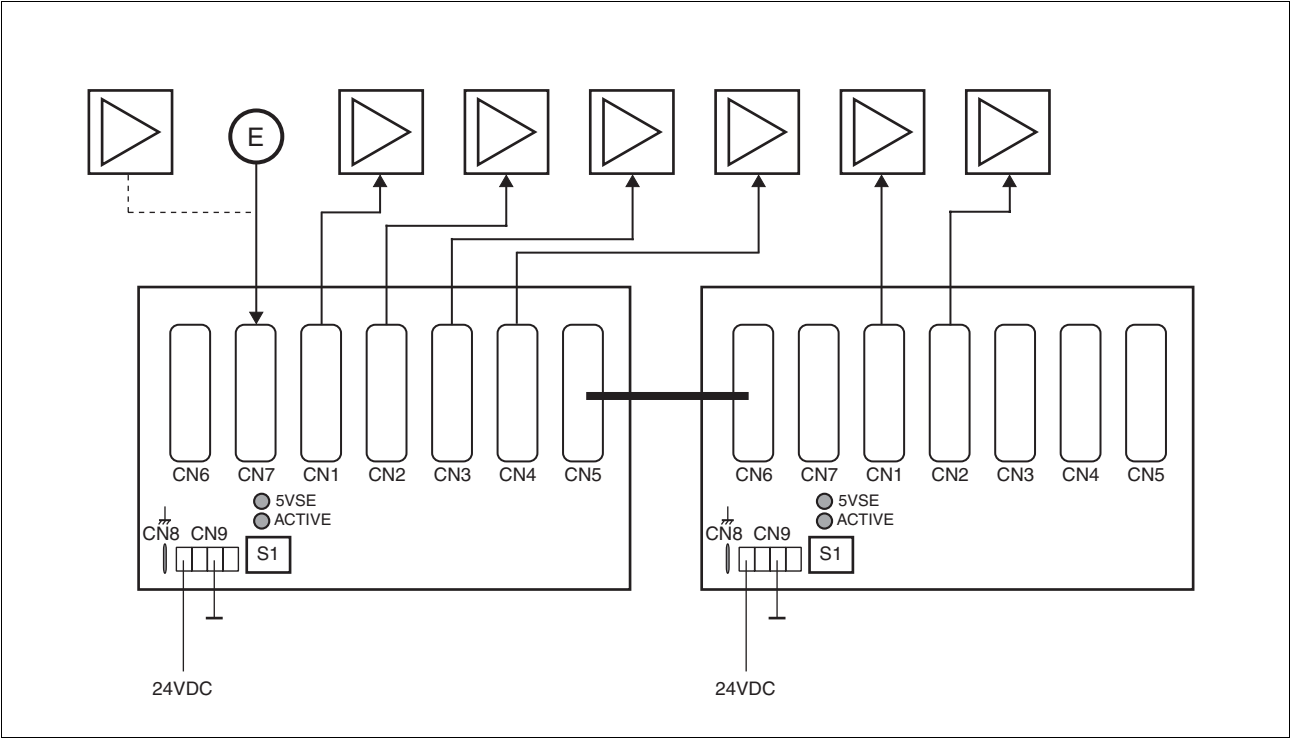 E
CN6 CN7 CN1 CN2 CN3 CN4 CN5
5VSE
ACTIVE
CN8 CN9
S1
24VDC
CN6 CN7 CN1 CN2 CN3 CN4 CN5
5VSE
ACTIVE
CN8 CN9
S1
24VDC